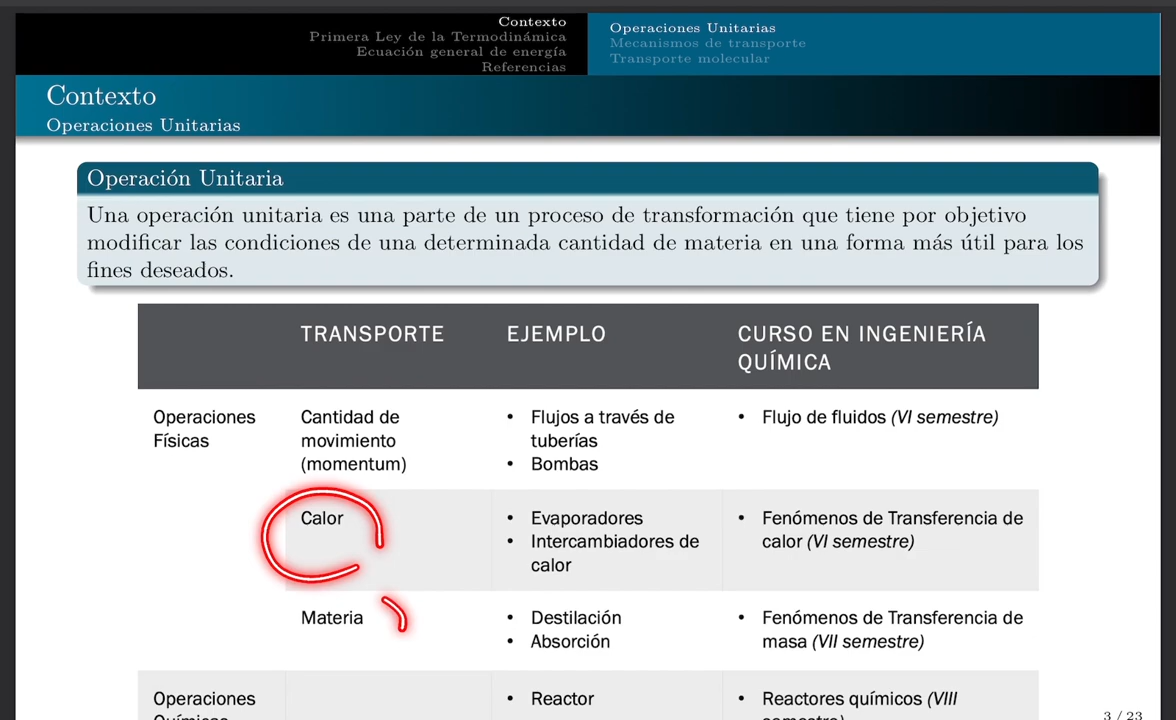 Contexto
Primera Ley de la Termodinámica
Ecuación general de energía
Referencias
Operaciones Unitarias
Mecanismos de transporte
Transporte molecular
Contexto
Operaciones Unitarias
Operación Unitaria
Una operación unitaria es una parte de un proceso de transformación que tiene por objetivo
modificar las condiciones de una determinada cantidad de materia en una forma más útil para los
fines deseados.
TRANSPORTE
EJEMPLO
CURSO EN INGENIERÍA
QUÍMICA
Operaciones
Físicas
Cantidad de
movimiento
(momentum)
• Flujos a través de
tuberías
• Bombas
• Flujo de fluidos (VI semestre)
Calor
• Evaporadores
• Intercambiadores de
calor
• Fenómenos de Transferencia de
calor (VI semestre)
Materia
• Destilación
• Absorción
• Fenómenos de Transferencia de
masa (VII semestre)
Operaciones
Químicas
• Reactor
• Reactores químicos (VIII
semestre)
3 / 23